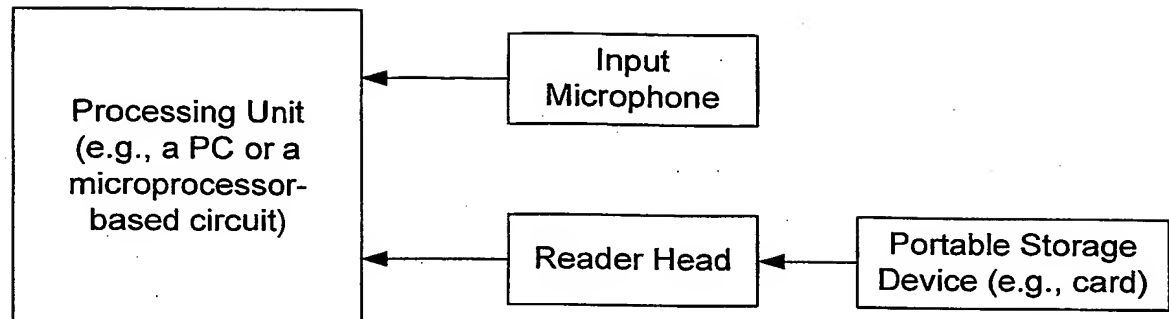 Processing Unit
(e.g., a PC or a
microprocessor-
based circuit)
Input
Microphone
Reader Head
Portable Storage
Device (e.g., card)